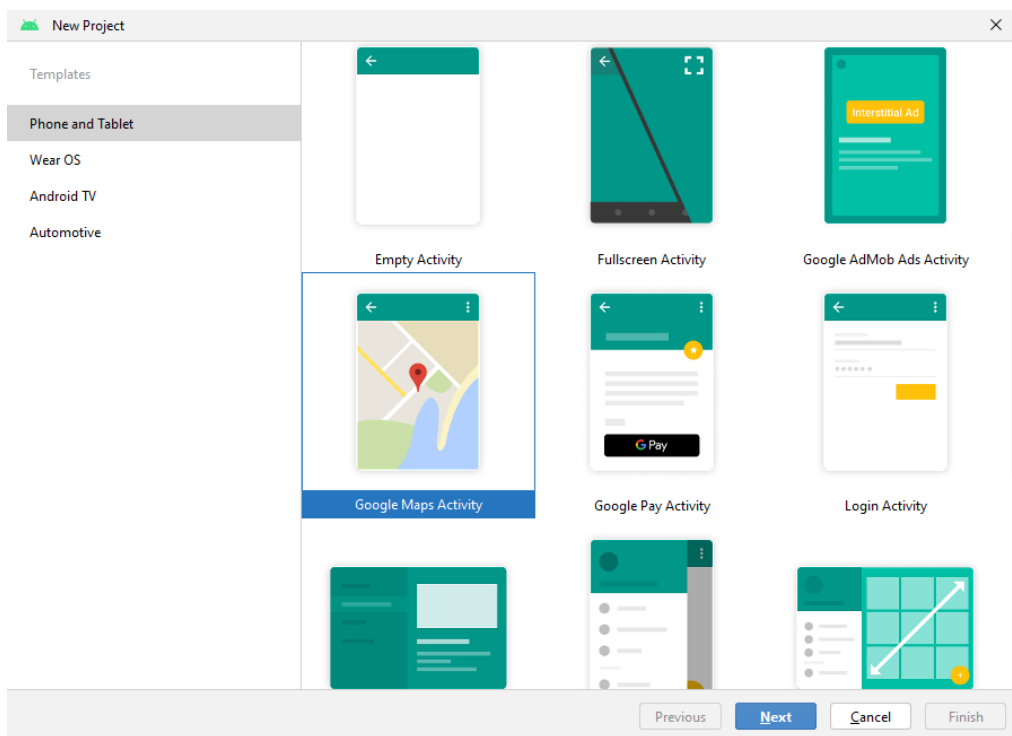 New Project
Templates
Phone and Tablet
Wear OS
Android TV
Automotive
Interstitial Ad
Empty Activity
Fullscreen Activity
Google AdMob Ads Activity
G Pay
Google Maps Activity
Google Pay Activity
Login Activity
Previous
Next
Cancel
Finish